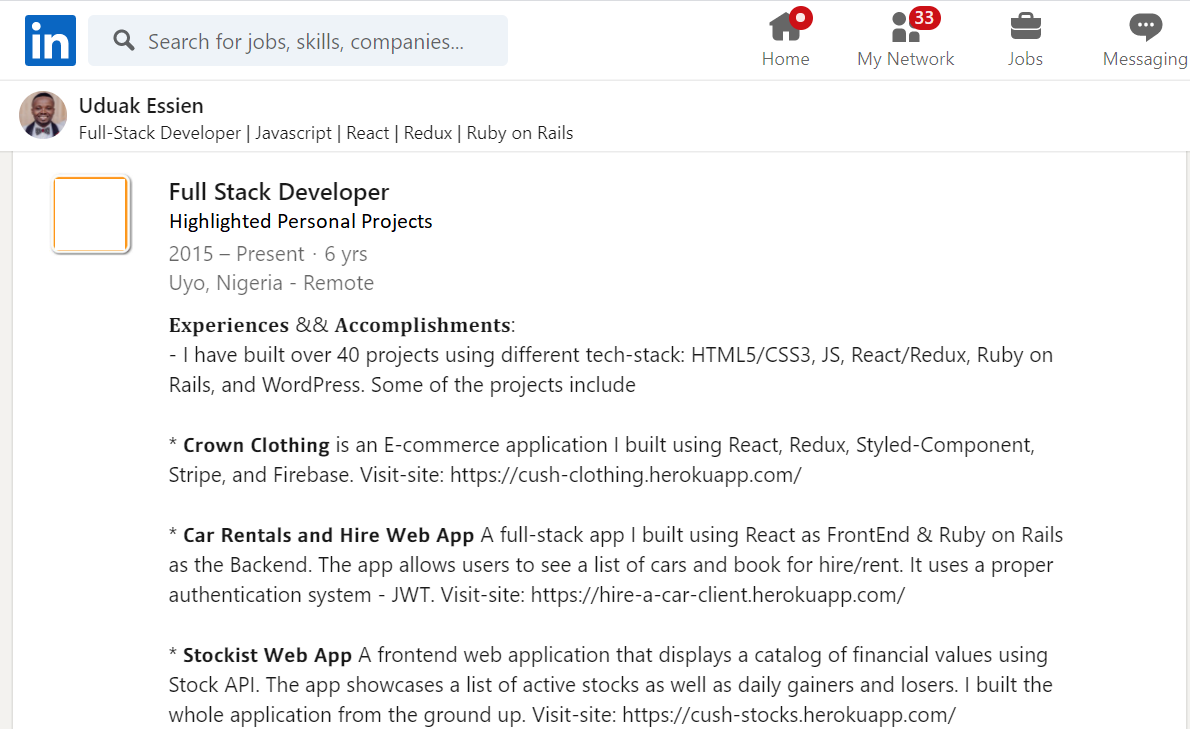 in
Search for jobs, skills, companies...
Home
33
My Network
Jobs
Messaging
Uduak Essien
Full-Stack Developer | Javascript | React | Redux | Ruby on Rails
Full Stack Developer
Highlighted Personal Projects
2015 – Present · 6 yrs
Uyo, Nigeria - Remote
Experiences && Accomplishments:
- I have built over 40 projects using different tech-stack: HTML5/CSS3, JS, React/Redux, Ruby on
Rails, and WordPress. Some of the projects include
* Crown Clothing is an E-commerce application I built using React, Redux, Styled-Component,
Stripe, and Firebase. Visit-site: https://cush-clothing.herokuapp.com/
* Car Rentals and Hire Web App A full-stack app I built using React as FrontEnd & Ruby on Rails
as the Backend. The app allows users to see a list of cars and book for hire/rent. It uses a proper
authentication system - JWT. Visit-site: https://hire-a-car-client.herokuapp.com/
* Stockist Web App A frontend web application that displays a catalog of financial values using
Stock API. The app showcases a list of active stocks as well as daily gainers and losers. I built the
whole application from the ground up. Visit-site: https://cush-stocks.herokuapp.com/